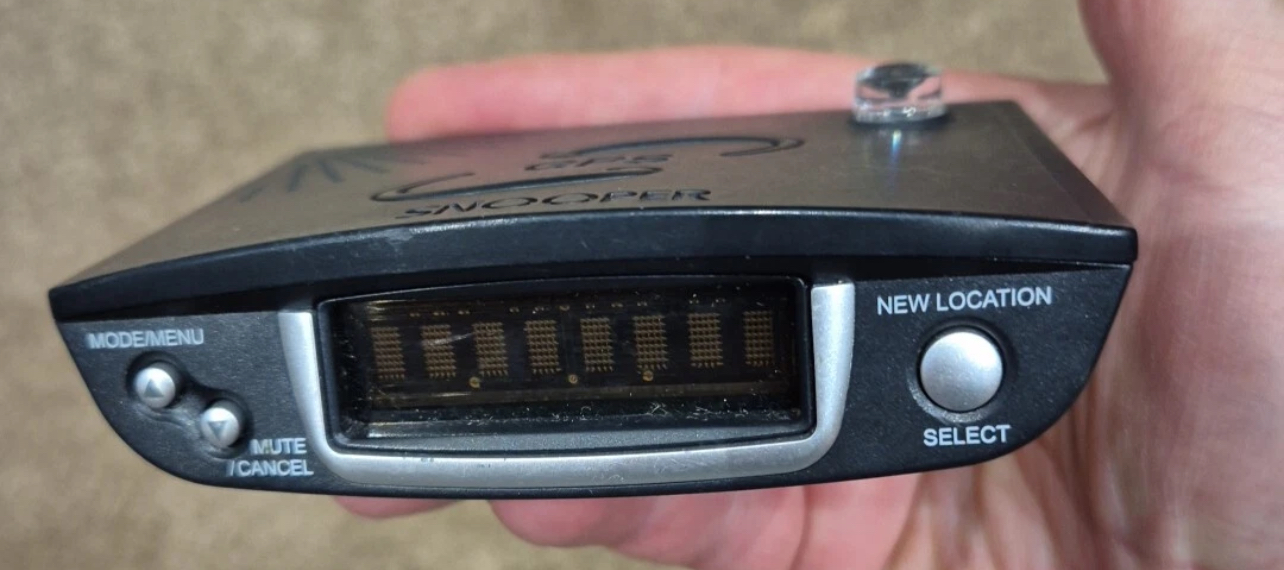 GPS
SNOOPER
MODE/MENU
MUTE
/CANCEL
NEW LOCATION
SELECT